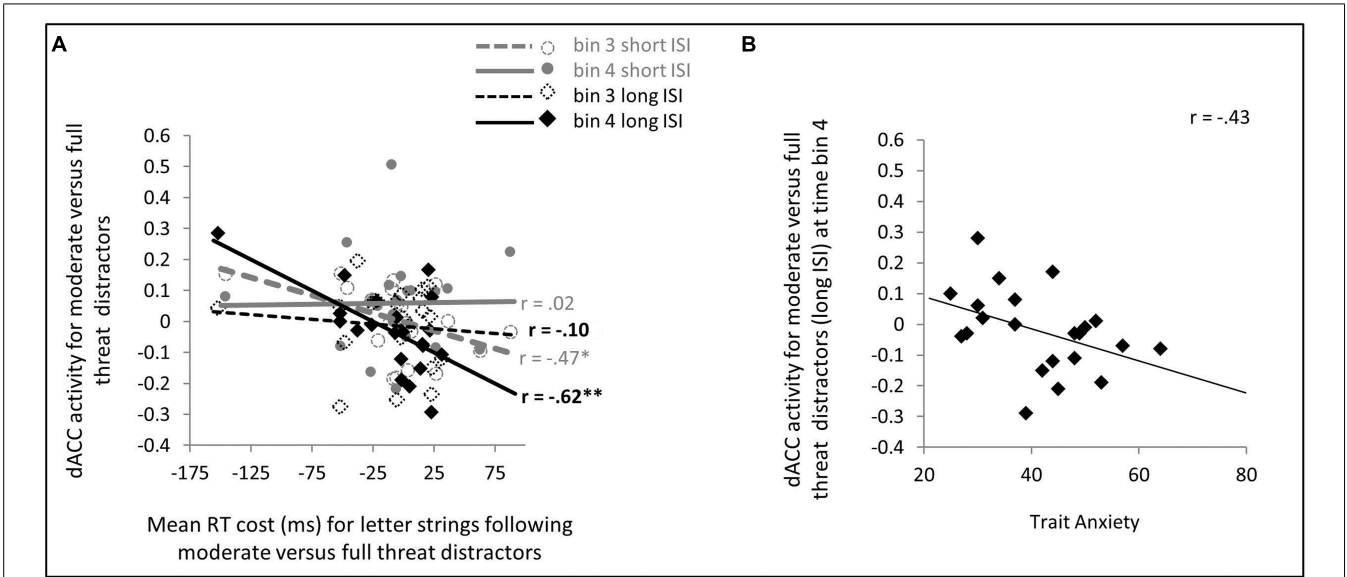 A
bin 3 short ISI
bin 4 short ISI
bin 3 long ISI
bin 4 long ISI
dACC activity for moderate versus full
threat distractors
0.6
0.5
0.4
0.3
0.2
0.1
0
-0.1
-0.2
-0.3
-0.4
r = .02
r = -.10
r = -.47*
r = -.62**
-175 -125 -75 -25 25 75
Mean RT cost (ms) for letter strings following
moderate versus full threat distractors
B
r = -.43
dACC activity for moderate versus full
threat distractors (long ISI) at time bin 4
0.6
0.5
0.4
0.3
0.2
0.1
0
-0.1
-0.2
-0.3
-0.4
20 40 60 80
Trait Anxiety